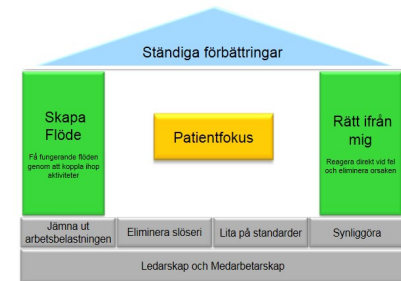 Ständiga förbättringar
Skapa
Flöde
Få fungerande flöden
genom att koppla ihop
aktiviteter
Patientfokus
Rätt ifrån
mig
Reagera direkt vid fel
och eliminera orsaken
Jämna ut
arbetsbelastningen
Eliminera slöseri
Lita på standarder
Synliggöra
Ledarskap och Medarbetarskap